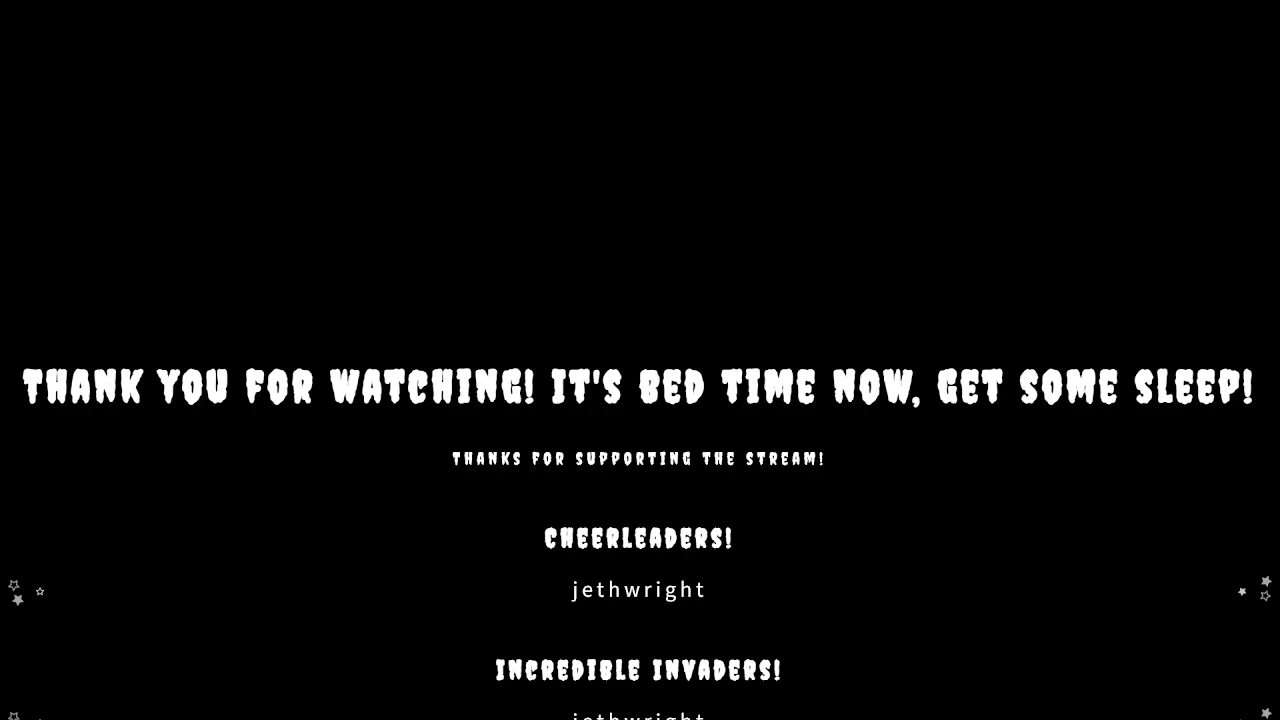 THANK YOU FOR WATCHING! IT'S BED TIME NOW, GET SOME SLEEP!
THANKS FOR SUPPORTING THE STREAM!
CHEERLEADERS!
jethwright
INCREDIBLE INVADERS!
jethwright